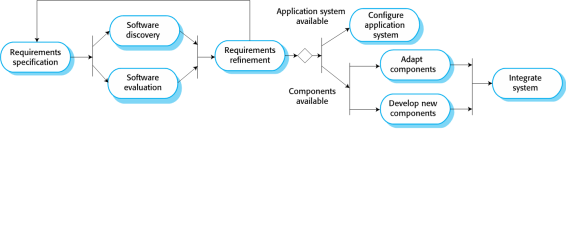 Requirements
specification
Software
discovery
Software
evaluation
Requirements
refinement
Application system
available
Components
available
Configure
application
system
Adapt
components
Develop new
components
Integrate
system